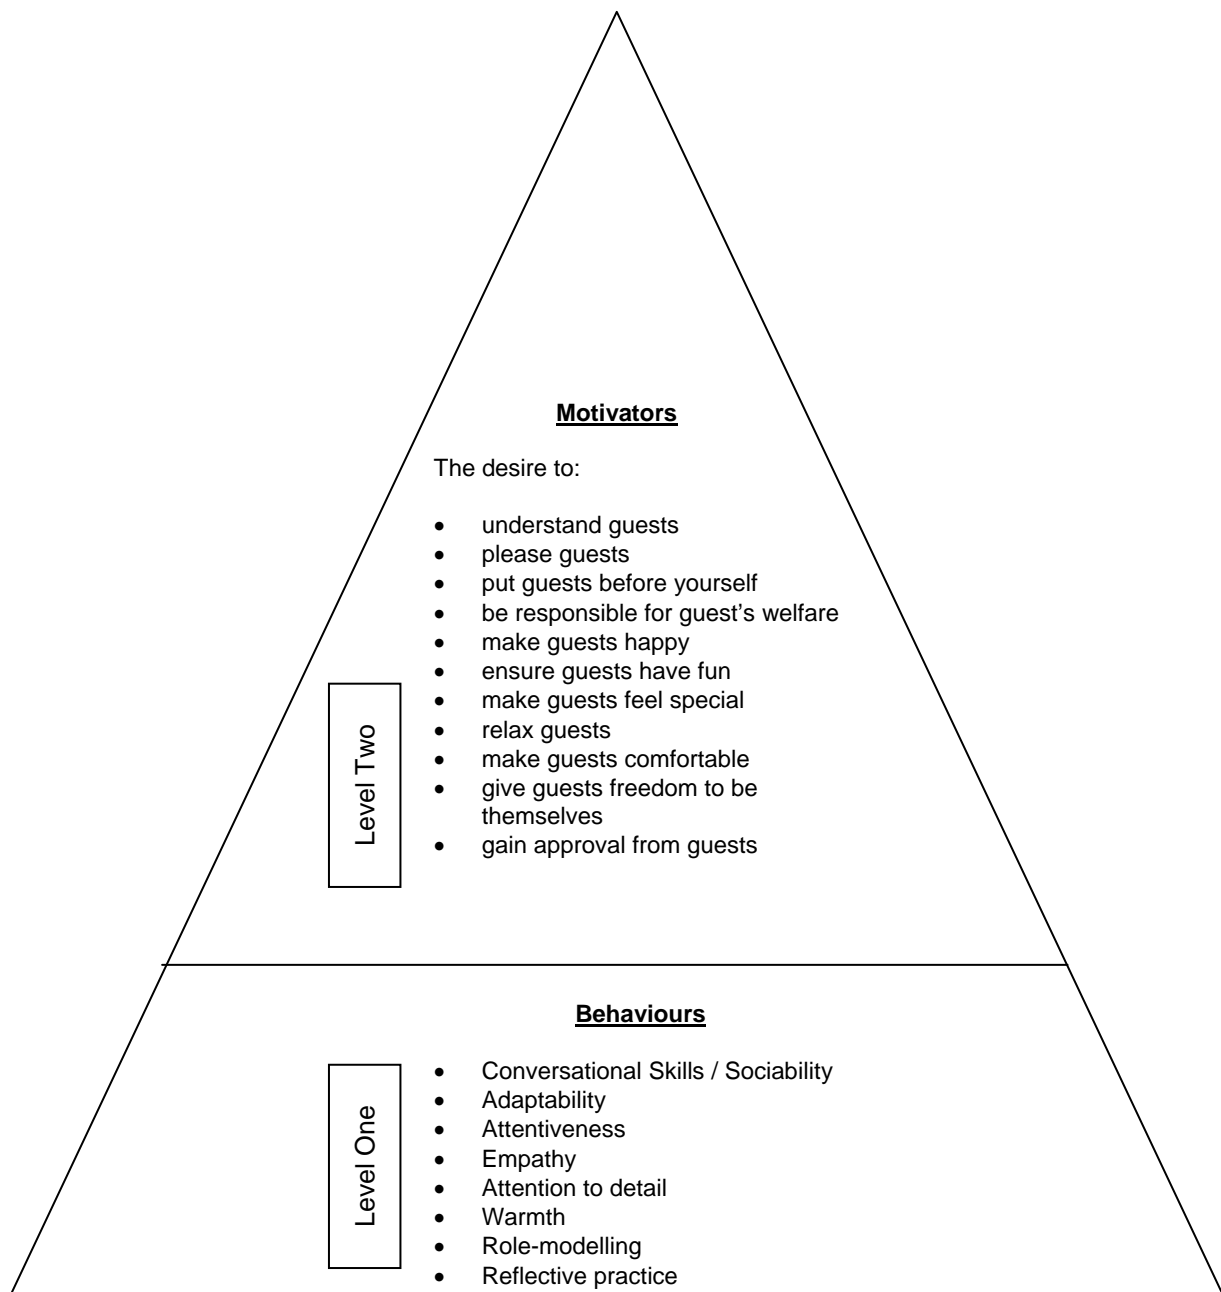 Motivators
The desire to:
• understand guests
• please guests
• put guests before yourself
• be responsible for guest’s welfare
• make guests happy
• ensure guests have fun
• make guests feel special
• relax guests
• make guests comfortable
• give guests freedom to be
themselves
• gain approval from guests
Level Two
Behaviours
• Conversational Skills / Sociability
• Adaptability
• Attentiveness
• Empathy
• Attention to detail
• Warmth
• Role-modelling
• Reflective practice
Level One